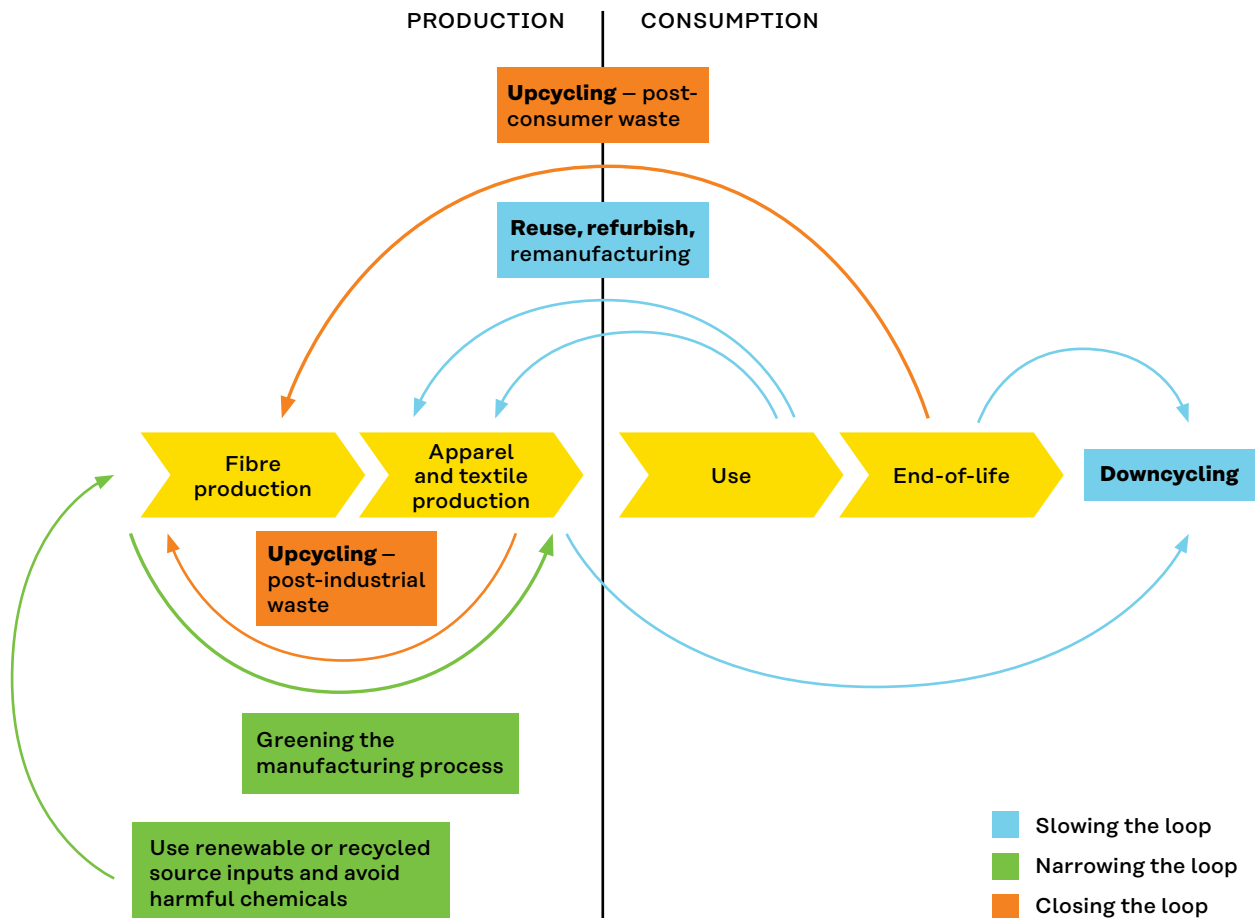 PRODUCTION
CONSUMPTION
Upcycling – post-
consumer waste
Reuse, refurbish,
remanufacturing
Fibre
production
Apparel
and textile
production
Use
End-of-life
Downcycling
Upcycling –
post-industrial
waste
Greening the
manufacturing process
Use renewable or recycled
source inputs and avoid
harmful chemicals
Slowing the loop
Narrowing the loop
Closing the loop